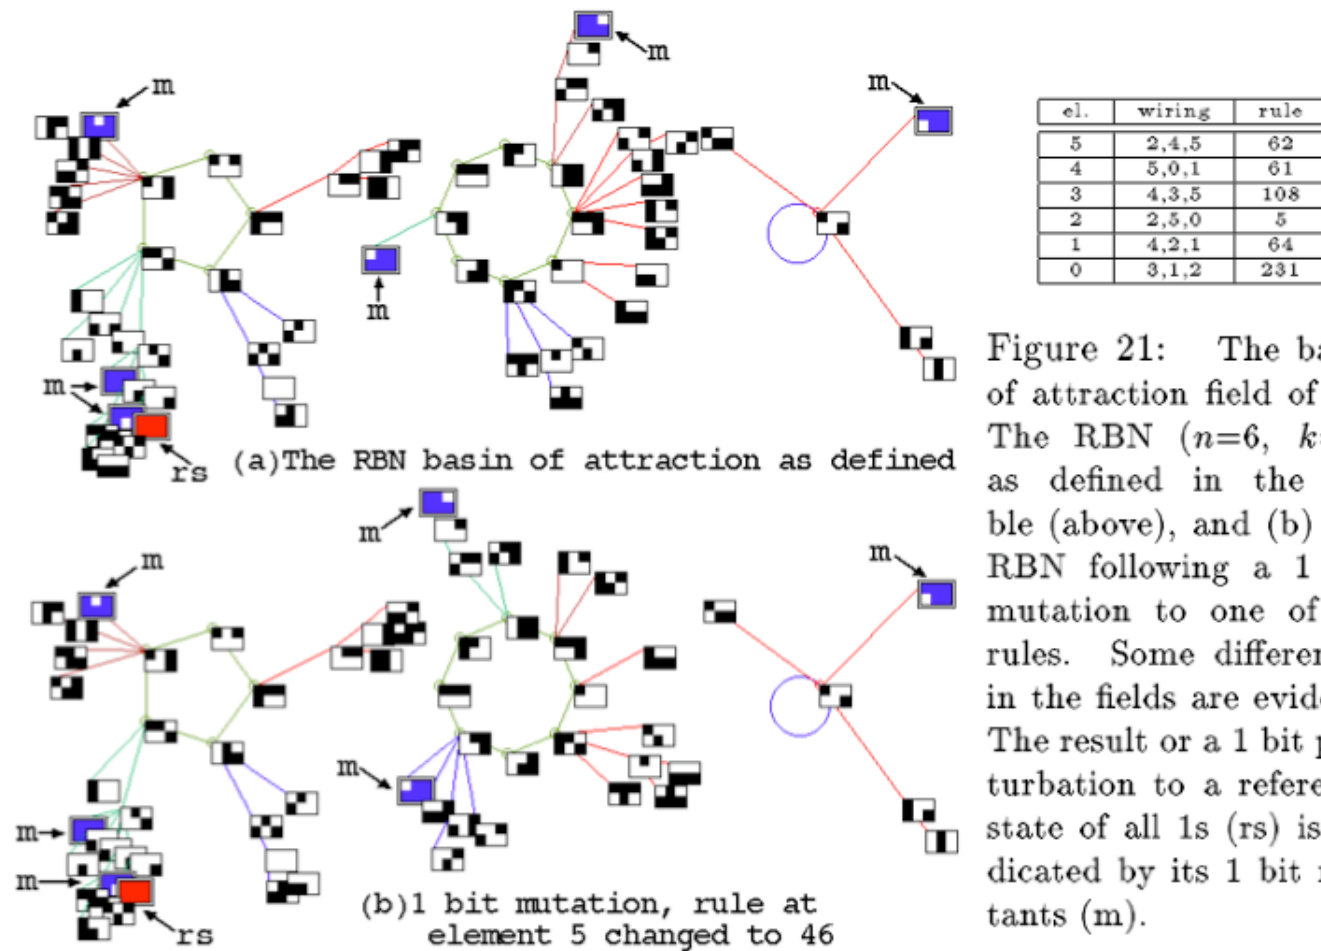 m
m
m
m
m
rs
(a)The RBN basin of attraction as defined
m
m
m
m
m
rs
(b)1 bit mutation, rule at
element 5 changed to 46
el. wiring rule
5 2,4,5 62
4 5,0,1 61
3 4,3,5 108
2 2,5,0 5
1 4,2,1 64
0 3,1,2 231
Figure 21: The ba
of attraction field of
The RBN (n=6, k
as defined in the
ble (above), and (b)
RBN following a 1
mutation to one of
rules. Some differen
in the fields are evide
The result or a 1 bit p
turbation to a refere
state of all 1s (rs) is
dicated by its 1 bit
tants (m).